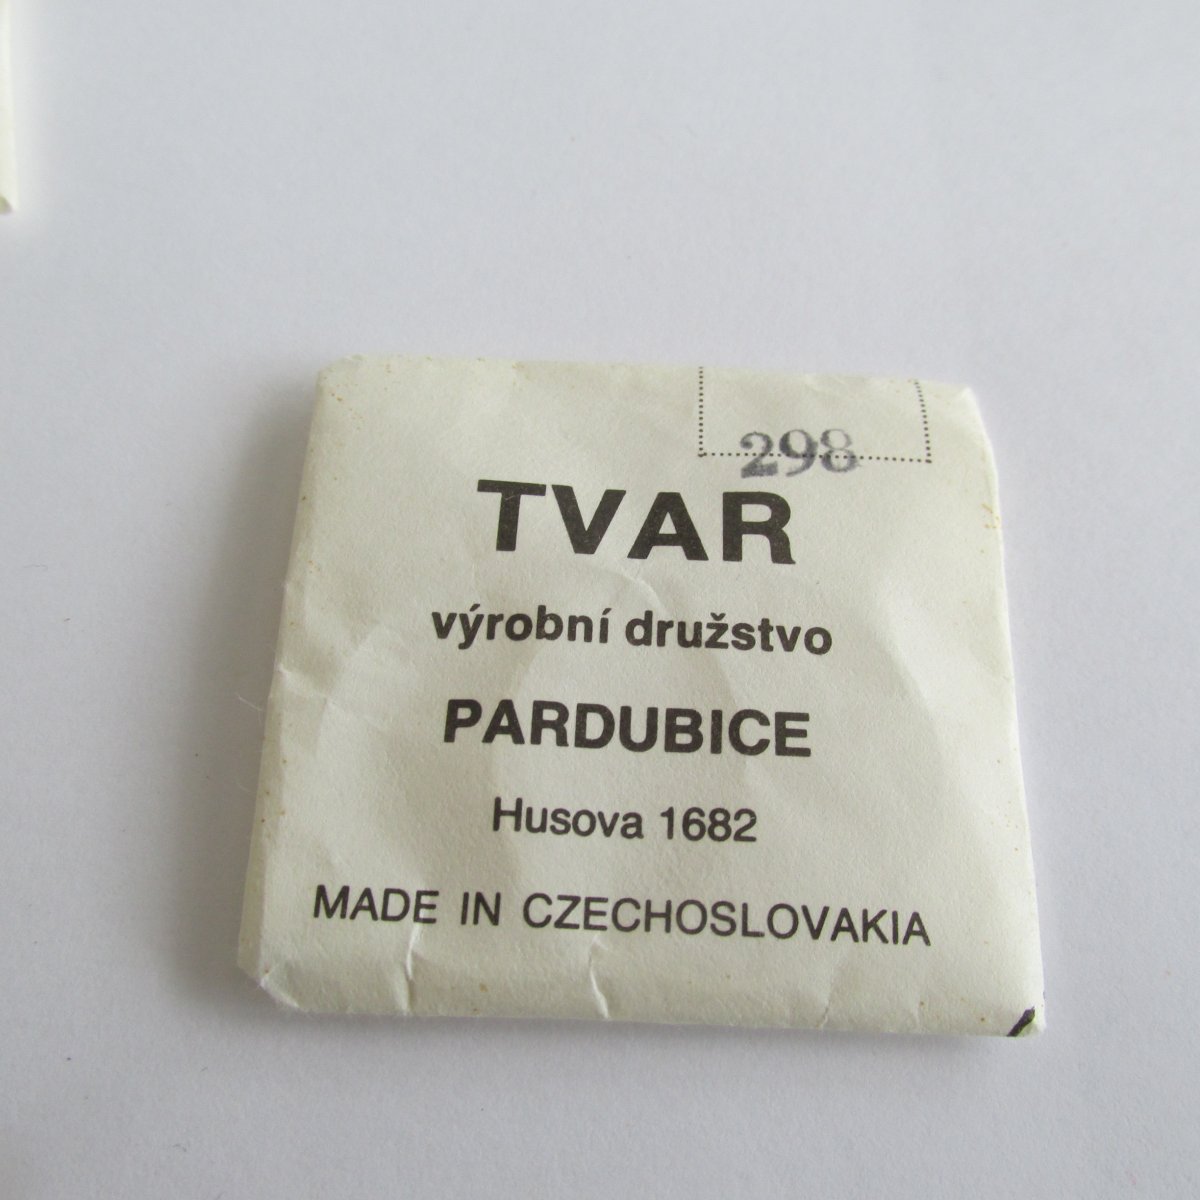 298
TVAR
výrobní družstvo
PARDUBICE
Husova 1682
MADE IN CZECHOSLOVAKIA